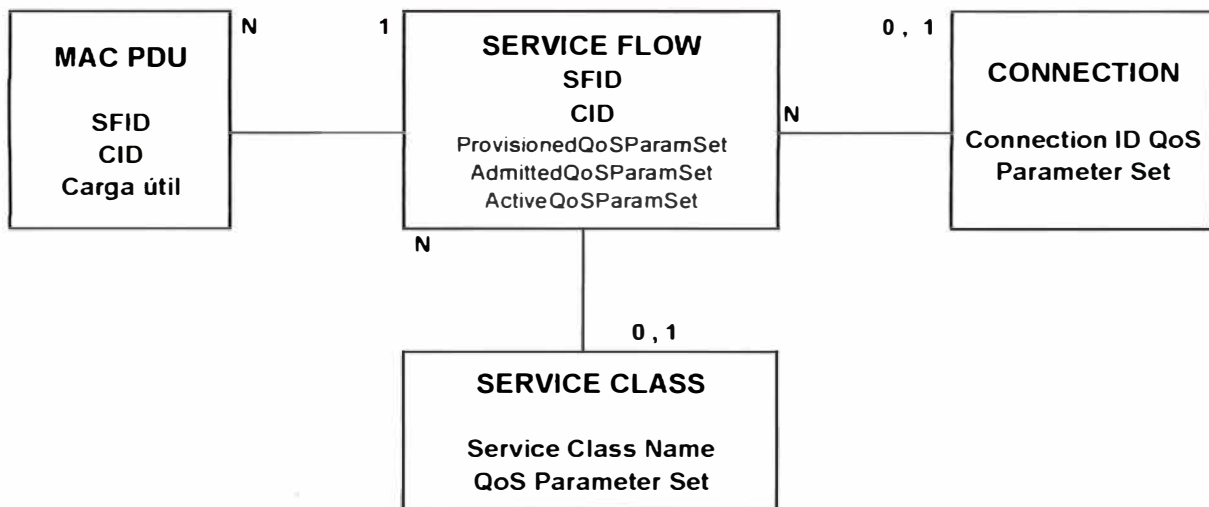 N
1
0 , 1
MAC PDU
SFID
CID
Carga útil
SERVICE FLOW
SFID
CID
ProvisionedQoSParamSet
AdmittedQoSParamSet
ActiveQoSParamSet
N
CONNECTION
Connection ID QoS
Parameter Set
N
0 , 1
SERVICE CLASS
Service Class Name
QoS Parameter Set